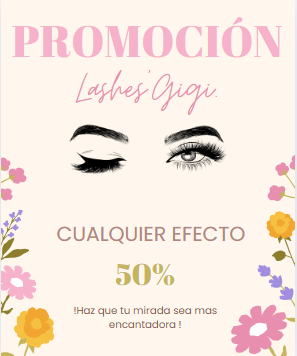 PROMOCIÓN
Lashes'Gigi.
CUALQUIER EFECTO
50%
!Haz que tu mirada sea mas
encantadora !